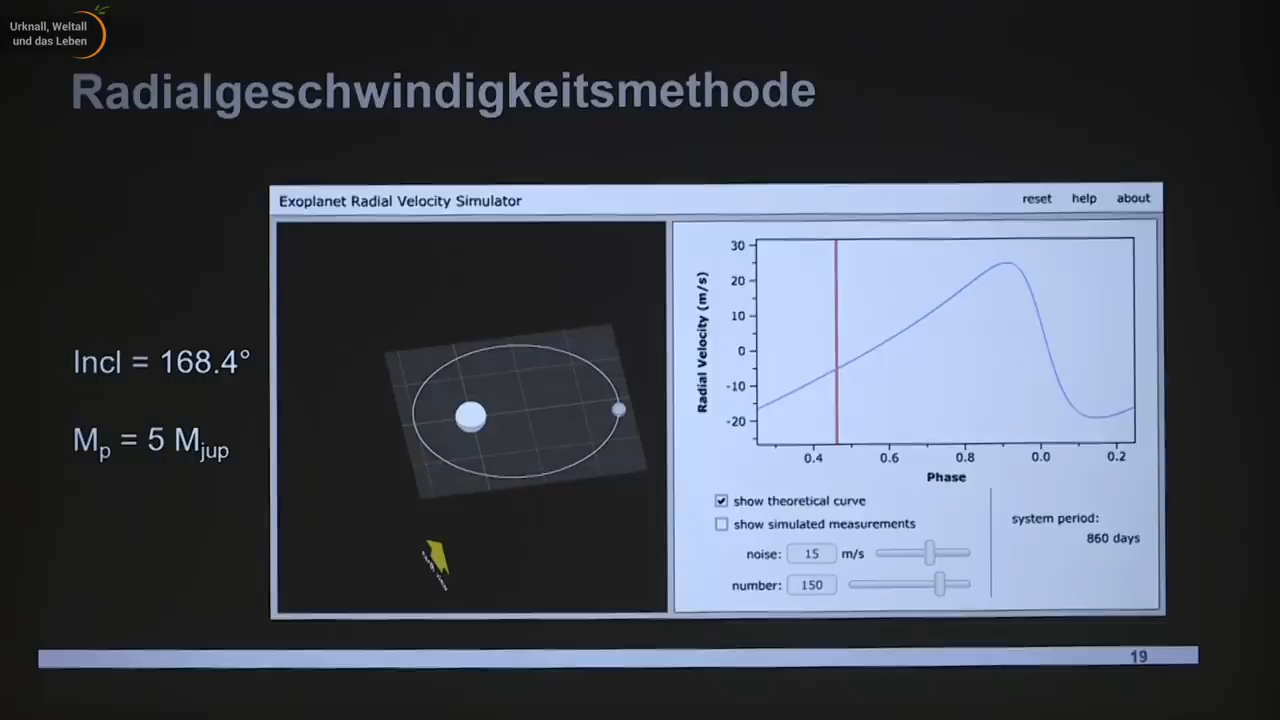 Urknall, Weltall
und das Leben
Radialgeschwindigkeitsmethode
Exoplanet Radial Velocity Simulator
reset help about
Incl = 168.4°
Mp = 5 Mjup
earth view
30
20
10
0
-10
-20
Radial Velocity (m/s)
0.4 0.6 0.8 0.0 0.2
Phase
show theoretical curve
show simulated measurements
noise: 15 m/s
number: 150
system period:
860 days
19